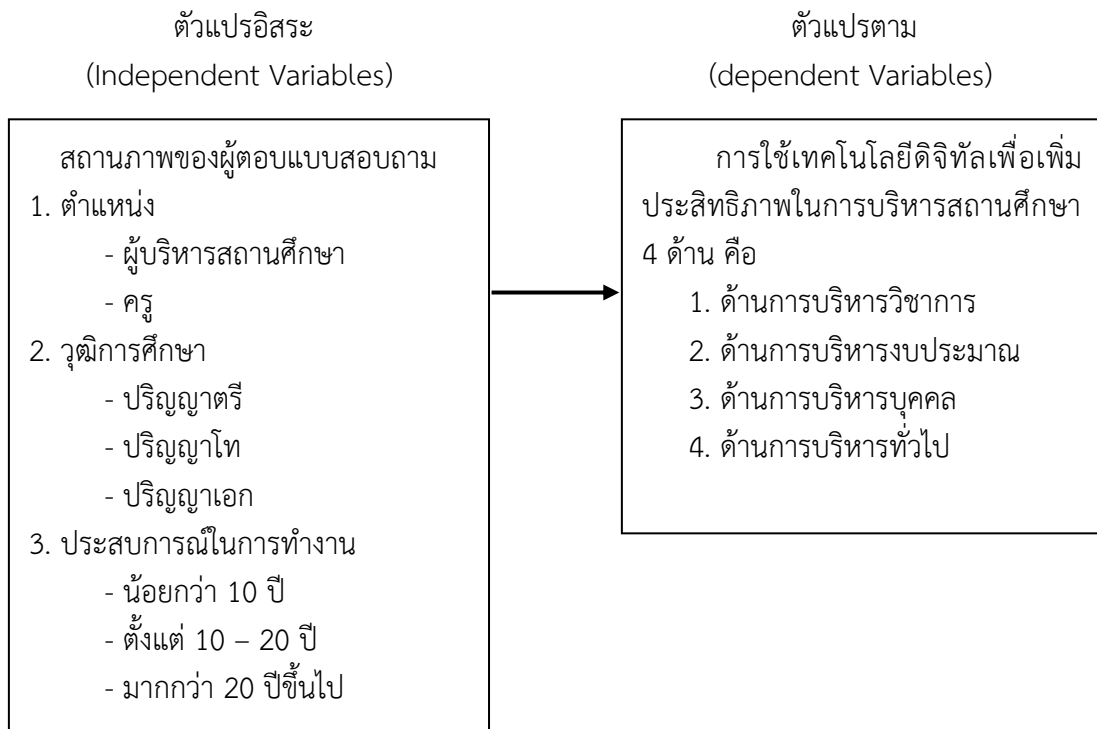 ตัวแปรอิสระ
(Independent Variables)
สถานภาพของผู้ตอบแบบสอบถาม
1. ตำแหน่ง
- ผู้บริหารสถานศึกษา
- ครู
2. วุฒิการศึกษา
- ปริญญาตรี
- ปริญญาโท
- ปริญญาเอก
3. ประสบการณ์ในการทำงาน
- น้อยกว่า 10 ปี
- ตั้งแต่ 10 – 20 ปี
- มากกว่า 20 ปีขึ้นไป
ตัวแปรตาม
(dependent Variables)
การใช้เทคโนโลยีดิจิทัลเพื่อเพิ่ม
ประสิทธิภาพในการบริหารสถานศึกษา
4 ด้าน คือ
1. ด้านการบริหารวิชาการ
2. ด้านการบริหารงบประมาณ
3. ด้านการบริหารบุคคล
4. ด้านการบริหารทั่วไป